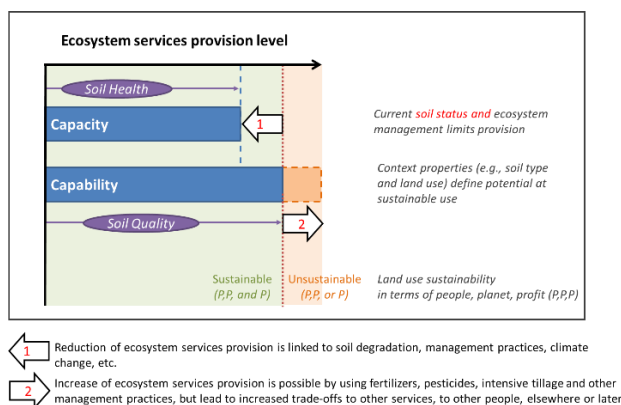 Ecosystem services provision level
Soil Health
Capacity
1
Current soil status and ecosystem
management limits provision
Capability
Context properties (e.g., soil type
and land use) define potential at
sustainable use
Soil Quality
2
Sustainable
(P,P, and P)
Unsustainable
(P,P, or P)
Land use sustainability
in terms of people, planet, profit (P,P,P)
1
Reduction of ecosystem services provision is linked to soil degradation, management practices, climate
change, etc.
2
Increase of ecosystem services provision is possible by using fertilizers, pesticides, intensive tillage and other
management practices, but lead to increased trade-offs to other services, to other people, elsewhere or later